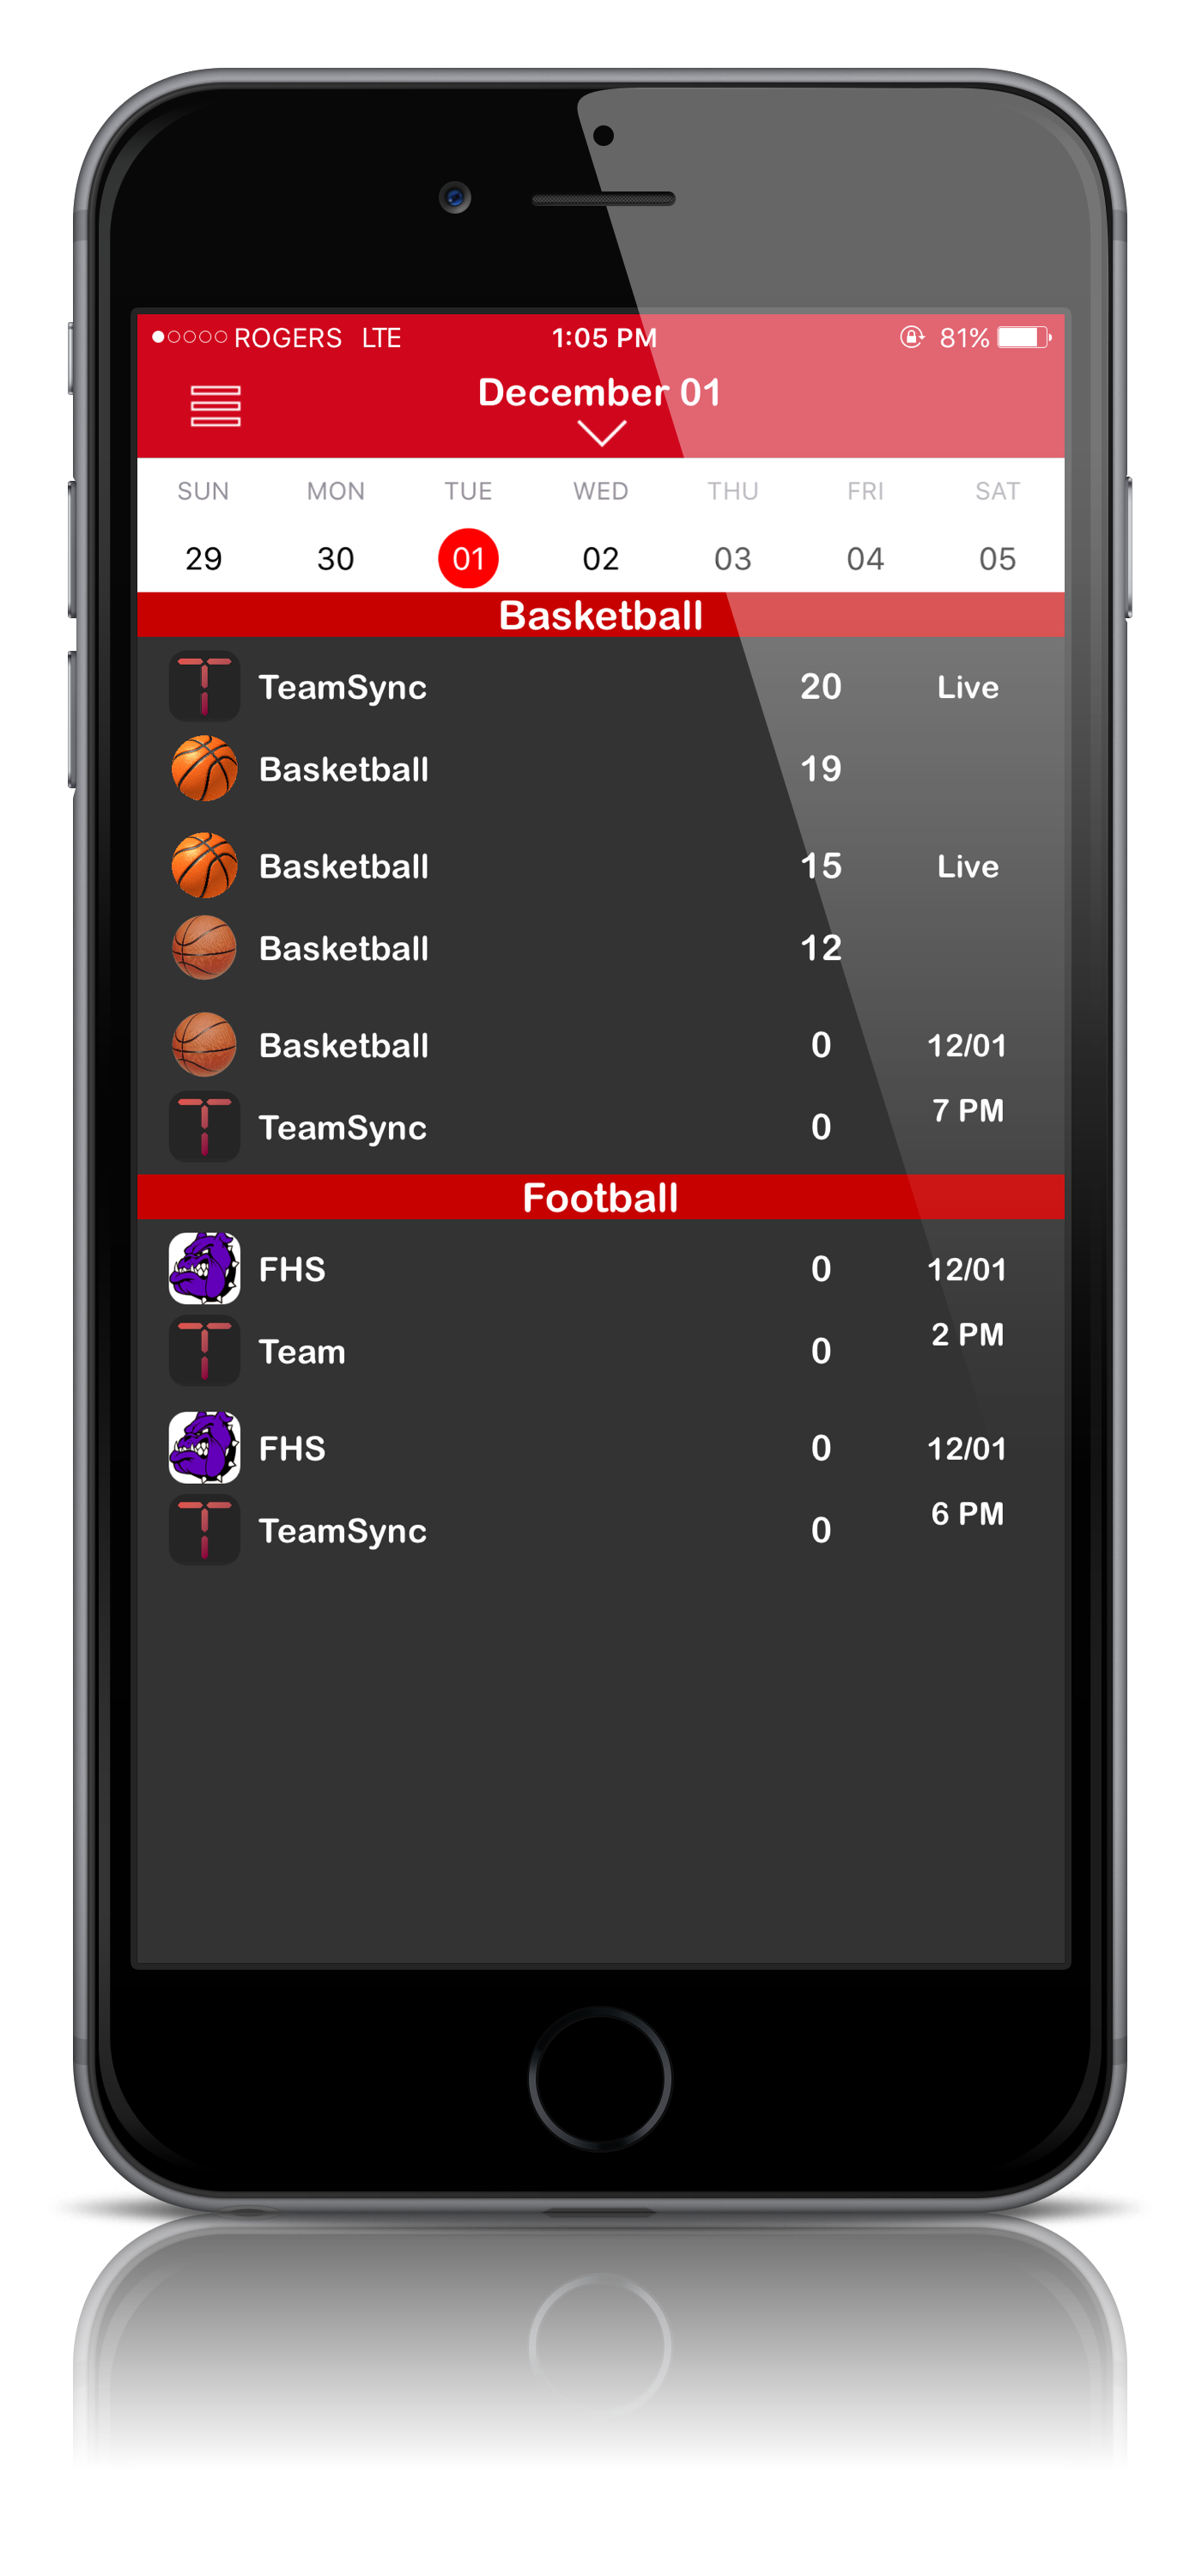 ROGERS LTE 1:05 PM 81%
December 01
SUN MON TUE WED THU FRI SAT
29 30 01 02 03 04 05
Basketball
TeamSync 20 Live
Basketball 19
Basketball 15 Live
Basketball 12
Basketball 0 12/01
7 PM
TeamSync 0
Football
FHS 0 12/01
2 PM
Team 0
FHS 0 12/01
6 PM
TeamSync 0